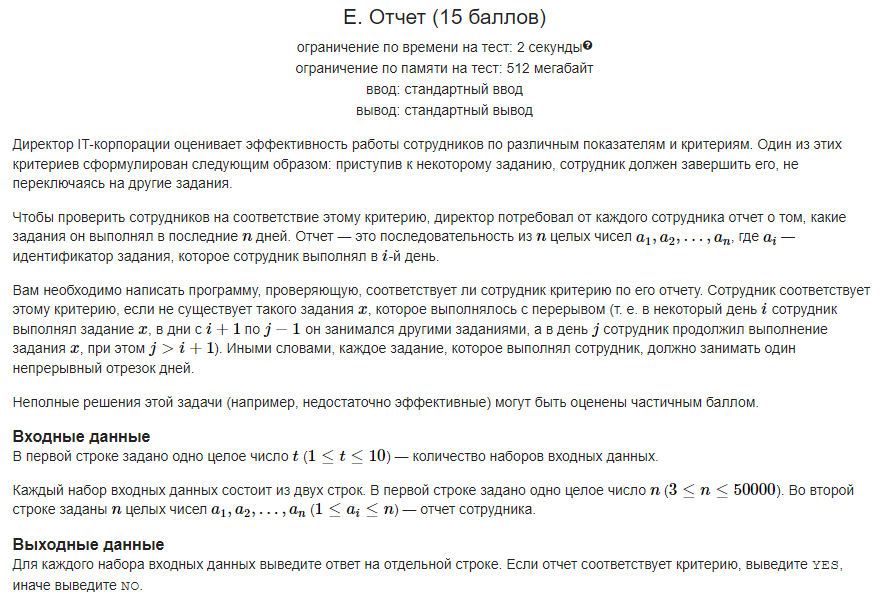 E. Отчет (15 баллов)
ограничение по времени на тест: 2 секунды?
ограничение по памяти на тест: 512 мегабайт
ввод: стандартный ввод
вывод: стандартный вывод
Директор IT-корпорации оценивает эффективность работы сотрудников по различным показателям и критериям. Один из этих
критериев сформулирован следующим образом: приступив к некоторому заданию, сотрудник должен завершить его, не
переключаясь на другие задания.
Чтобы проверить сотрудников на соответствие этому критерию, директор потребовал от каждого сотрудника отчет о том, какие
задания он выполнял в последние n дней. Отчет — это последовательность из n целых чисел a₁, a₂, . . . , aₙ, где aᵢ —
идентификатор задания, которое сотрудник выполнял в i-й день.
Вам необходимо написать программу, проверяющую, соответствует ли сотрудник критерию по его отчету. Сотрудник соответствует
этому критерию, если не существует такого задания x, которое выполнялось с перерывом (т. е. в некоторый день i сотрудник
выполнял задание x, в дни с i + 1 по j − 1 он занимался другими заданиями, а в день j сотрудник продолжил выполнение
задания x, при этом j > i + 1). Иными словами, каждое задание, которое выполнял сотрудник, должно занимать один
непрерывный отрезок дней.
Неполные решения этой задачи (например, недостаточно эффективные) могут быть оценены частичным баллом.
Входные данные
В первой строке задано одно целое число t (1 ≤ t ≤ 10) — количество наборов входных данных.
Каждый набор входных данных состоит из двух строк. В первой строке задано одно целое число n (3 ≤ n ≤ 50000). Во второй
строке заданы n целых чисел a₁, a₂, . . . , aₙ (1 ≤ aᵢ ≤ n) — отчет сотрудника.
Выходные данные
Для каждого набора входных данных выведите ответ на отдельной строке. Если отчет соответствует критерию, выведите YES,
иначе выведите NO.